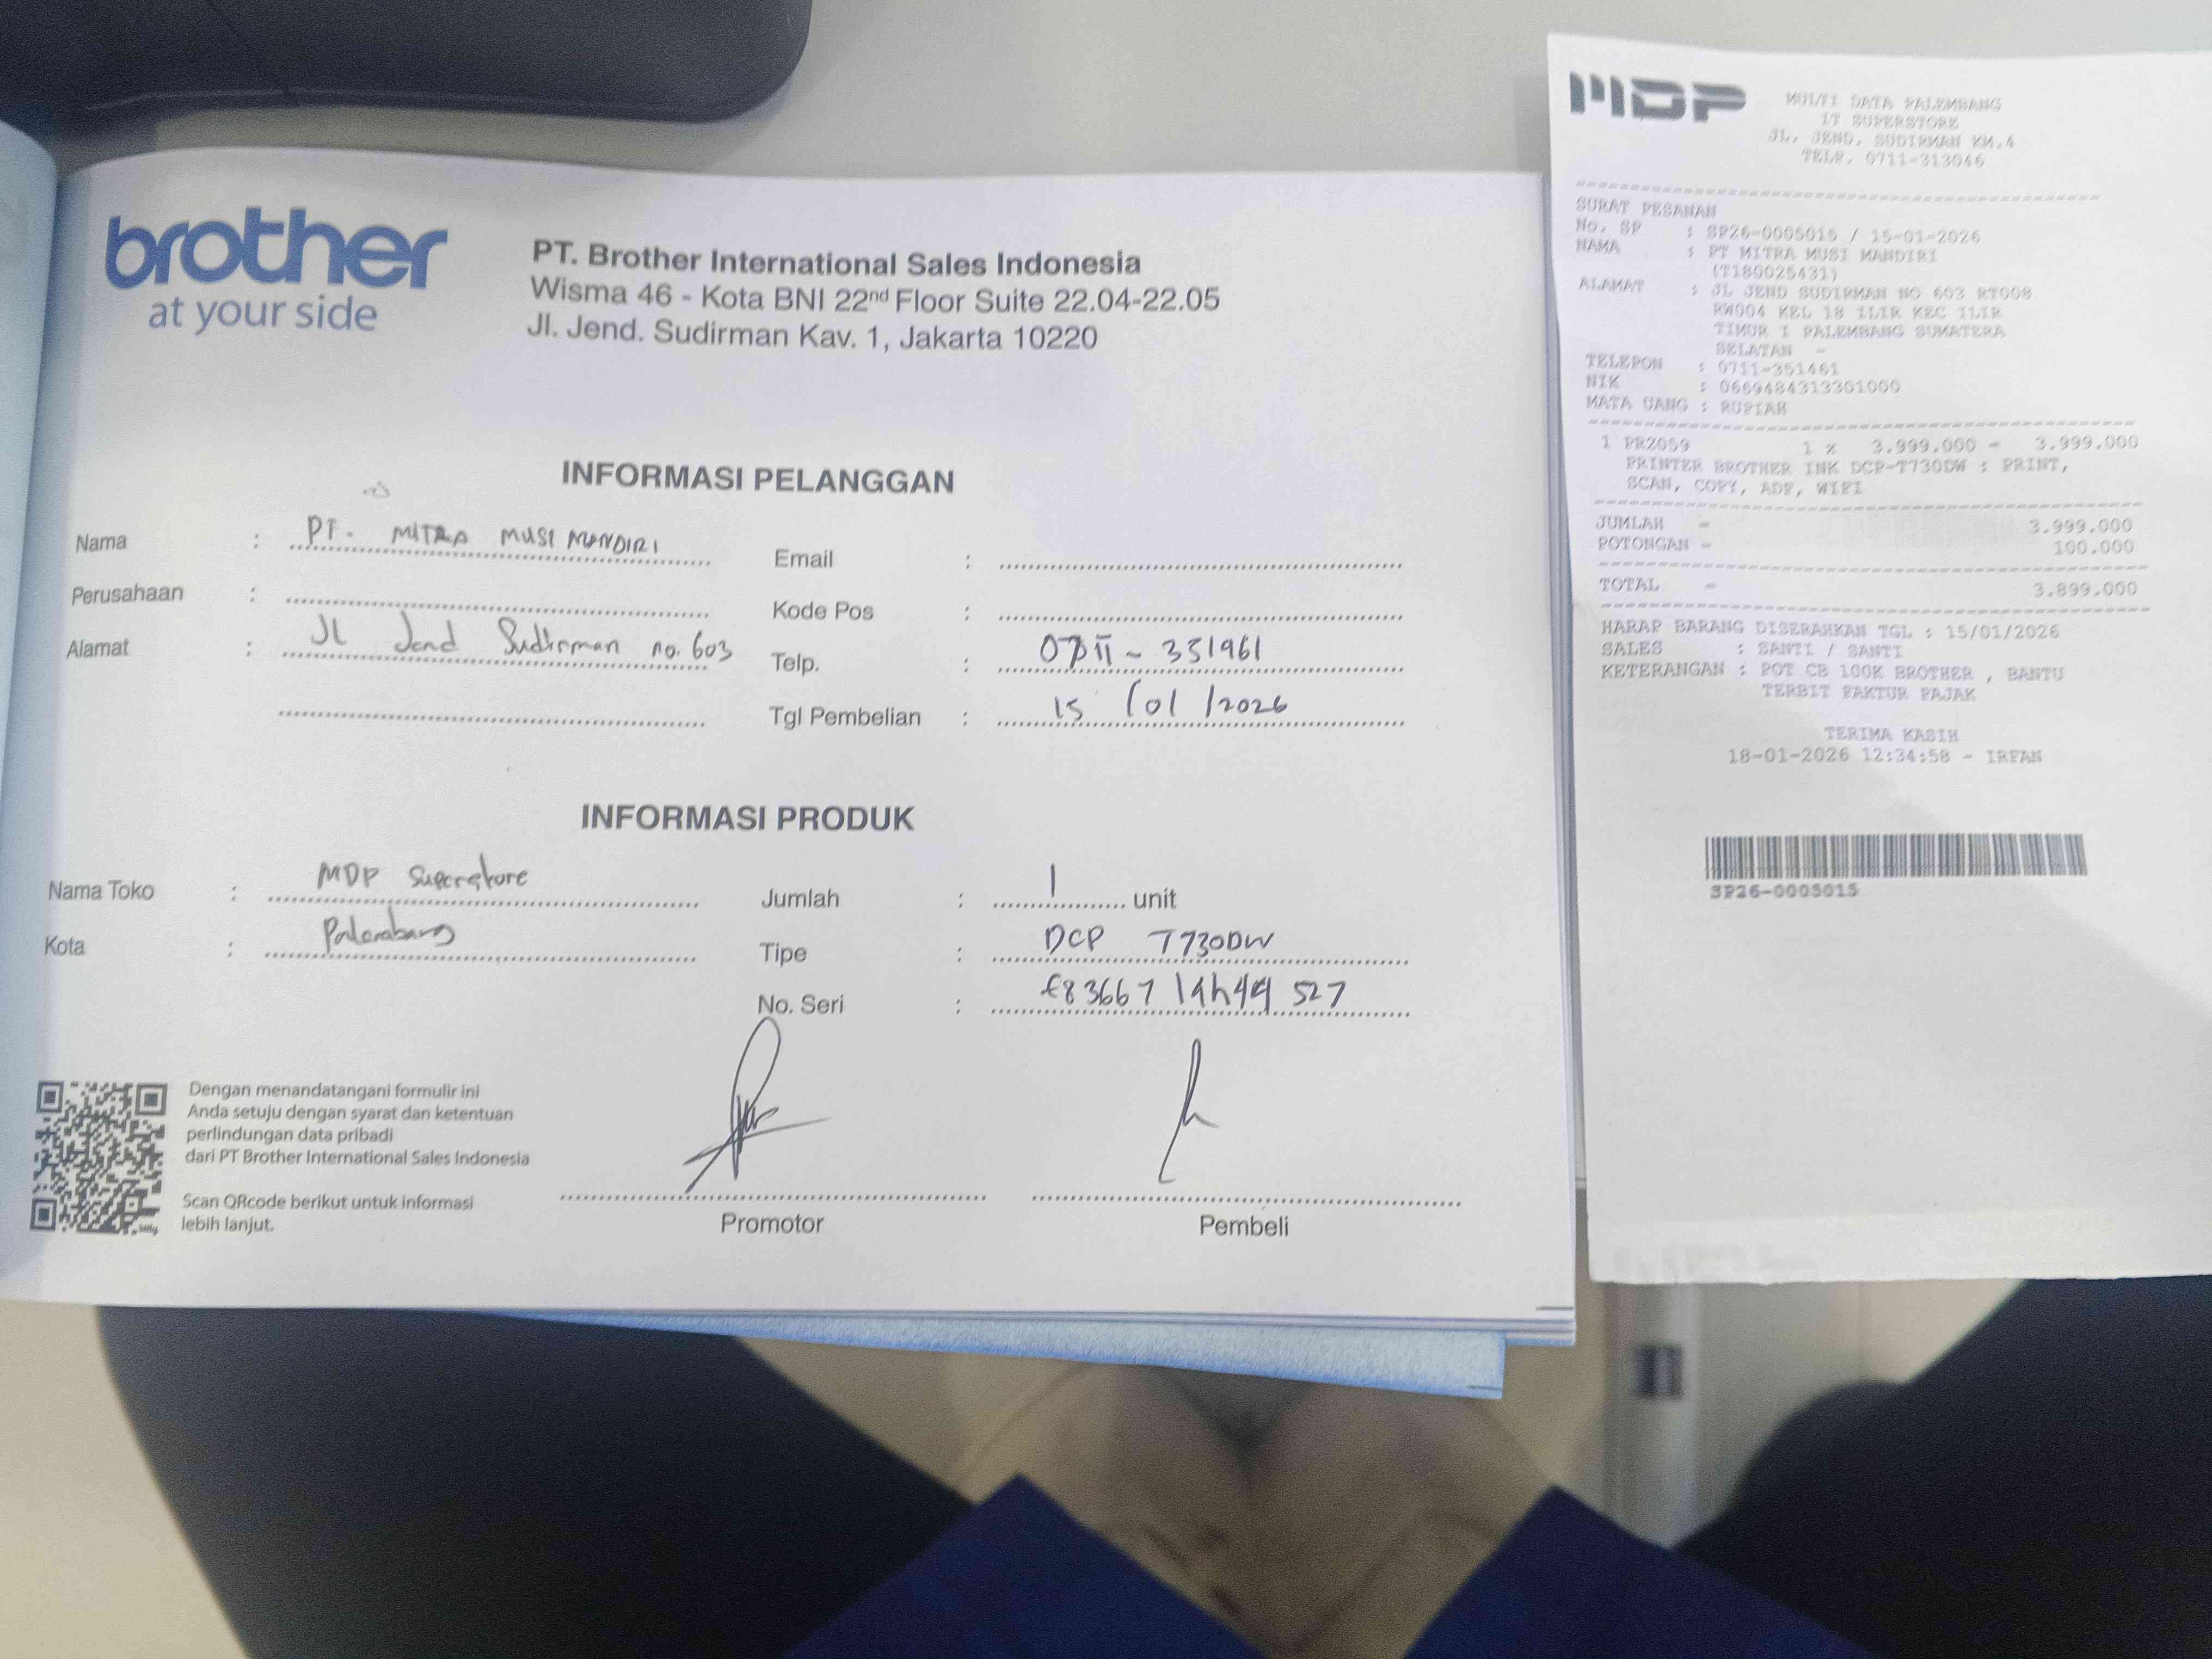 brother
at your side
PT. Brother International Sales Indonesia
Wisma 46 - Kota BNI 22nd Floor Suite 22.04-22.05
Jl. Jend. Sudirman Kav. 1, Jakarta 10220
INFORMASI PELANGGAN
Nama : PT. MITRA MUSI MANDIRI
Perusahaan :
Alamat : Jl Jend Sudirman no. 603
Email :
Kode Pos :
Telp. : 0711 - 351961
Tgl Pembelian : 15 /01 /2026
INFORMASI PRODUK
Nama Toko : MDP Superstore
Kota : Palembang
Jumlah : 1 unit
Tipe : DCP T730DW
No. Seri :
Dengan menandatangani formulir ini
Anda setuju dengan syarat dan ketentuan
perlindungan data pribadi
dari PT Brother International Sales Indonesia
Scan QRcode berikut untuk informasi
lebih lanjut.
Promotor
Pembeli
MDP
MULTI DATA PALEMBANG
IT SUPERSTORE
JL. JEND. SUDIRMAN KM.4
TELP. 0711-313046
SURAT PESANAN
No. SP : SP26-0005015 / 15-01-2026
NAMA : PT MITRA MUSI MANDIRI
(T180025431)
ALAMAT : JL JEND SUDIRMAN NO 603 RT008
RW004 KEL 18 ILIR KEC ILIR
TIMUR I PALEMBANG SUMATERA
SELATAN -
TELEPON : 0711-351461
NIK : 0669484313301000
MATA UANG : RUPIAH
1 PR2059 1 x 3.999.000 = 3.999.000
PRINTER BROTHER INK DCP-T730DW : PRINT,
SCAN, COPY, ADF, WIFI
JUMLAH = 3.999.000
POTONGAN = 100.000
TOTAL = 3.899.000
HARAP BARANG DISERAHKAN TGL : 15/01/2026
SALES : SANTI / SANTI
KETERANGAN : POT CB 100K BROTHER , BANTU
TERBIT FAKTUR PAJAK
TERIMA KASIH
18-01-2026 12:34:58 - IRFAN
SP26-0005015